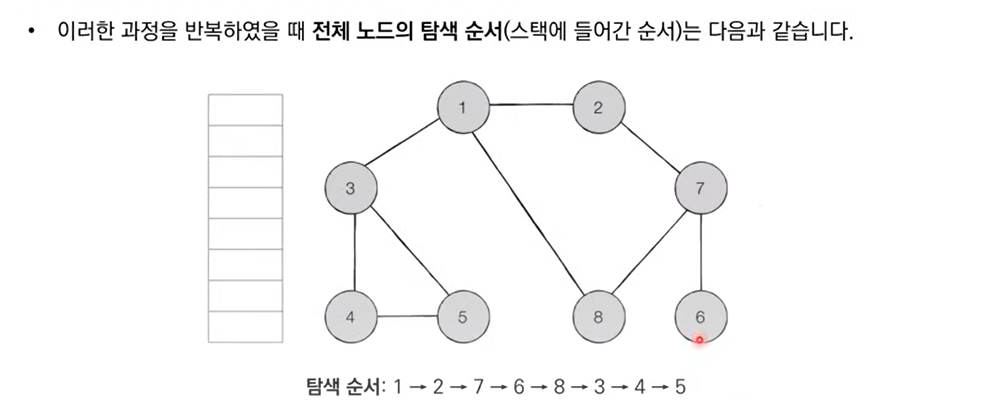 • 이러한 과정을 반복하였을 때 전체 노드의 탐색 순서(스택에 들어간 순서)는 다음과 같습니다.
1 2
3 7
4 5 8 6
탐색 순서: 1 → 2 → 7 → 6 → 8 → 3 → 4 → 5